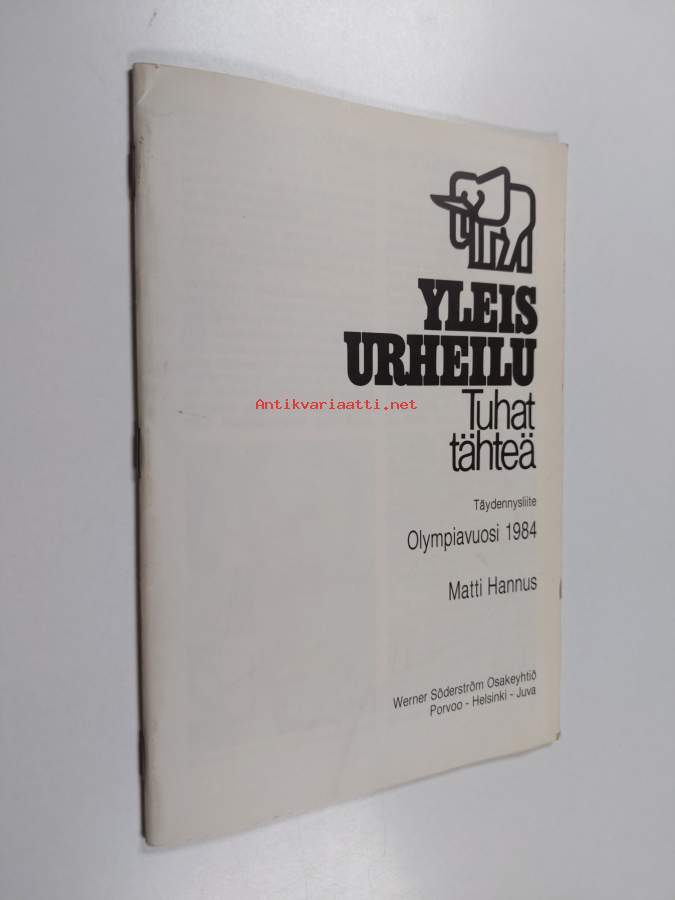 YLEIS
URHEILU
Antikvariaatti.net
Tuhat
tähteä
Täydennysliite
Olympiavuosi 1984
Matti Hannus
Werner Söderström Osakeyhtiö
Porvoo - Helsinki - Juva